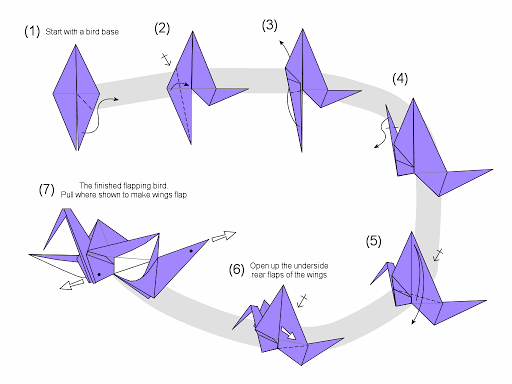 (1) Start with a bird base
(2)
(3)
(4)
(5)
(6) Open up the underside
rear flaps of the wings
(7) The finished flapping bird.
Pull where shown to make wings flap